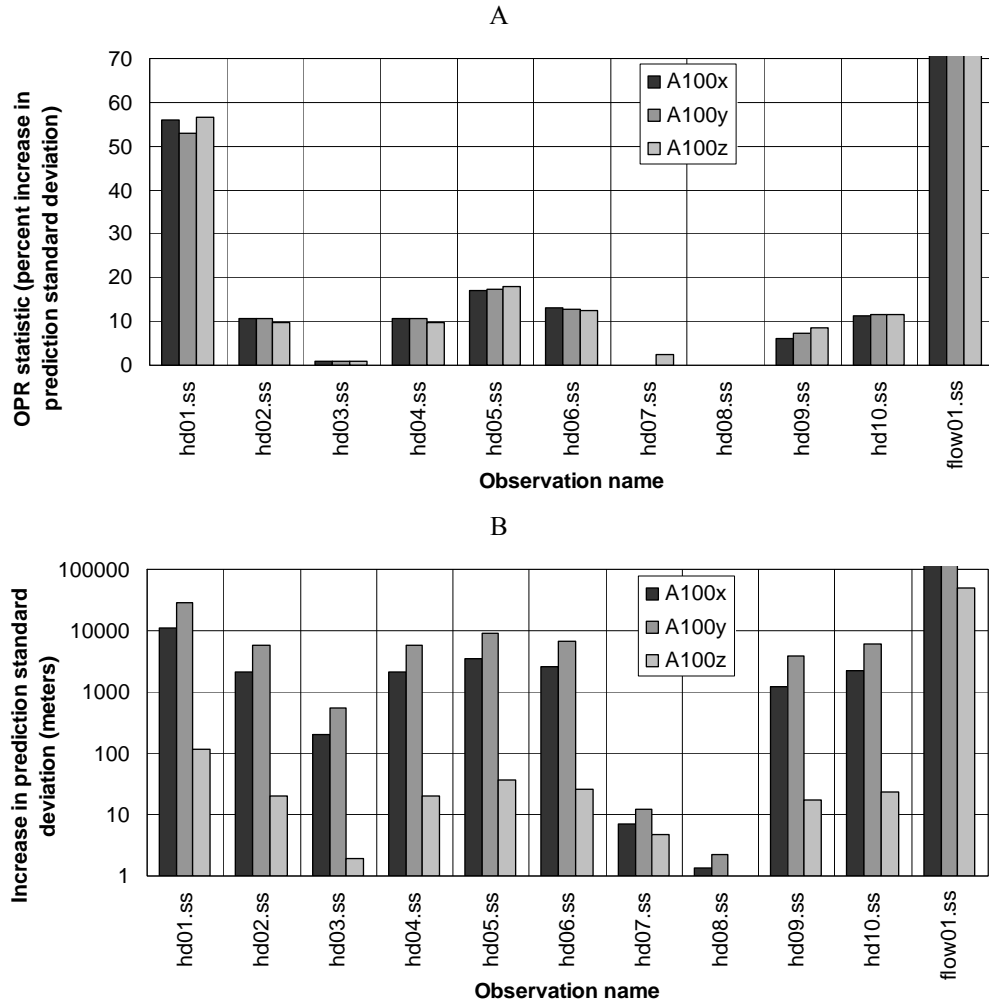 A
OPR statistic (percent increase in
prediction standard deviation)
70
60
50
40
30
20
10
0
A100x
A100y
A100z
hd01.ss
hd02.ss
hd03.ss
hd04.ss
hd05.ss
hd06.ss
hd07.ss
hd08.ss
hd09.ss
hd10.ss
flow01.ss
Observation name
B
Increase in prediction standard
deviation (meters)
100000
10000
1000
100
10
1
A100x
A100y
A100z
hd01.ss
hd02.ss
hd03.ss
hd04.ss
hd05.ss
hd06.ss
hd07.ss
hd08.ss
hd09.ss
hd10.ss
flow01.ss
Observation name